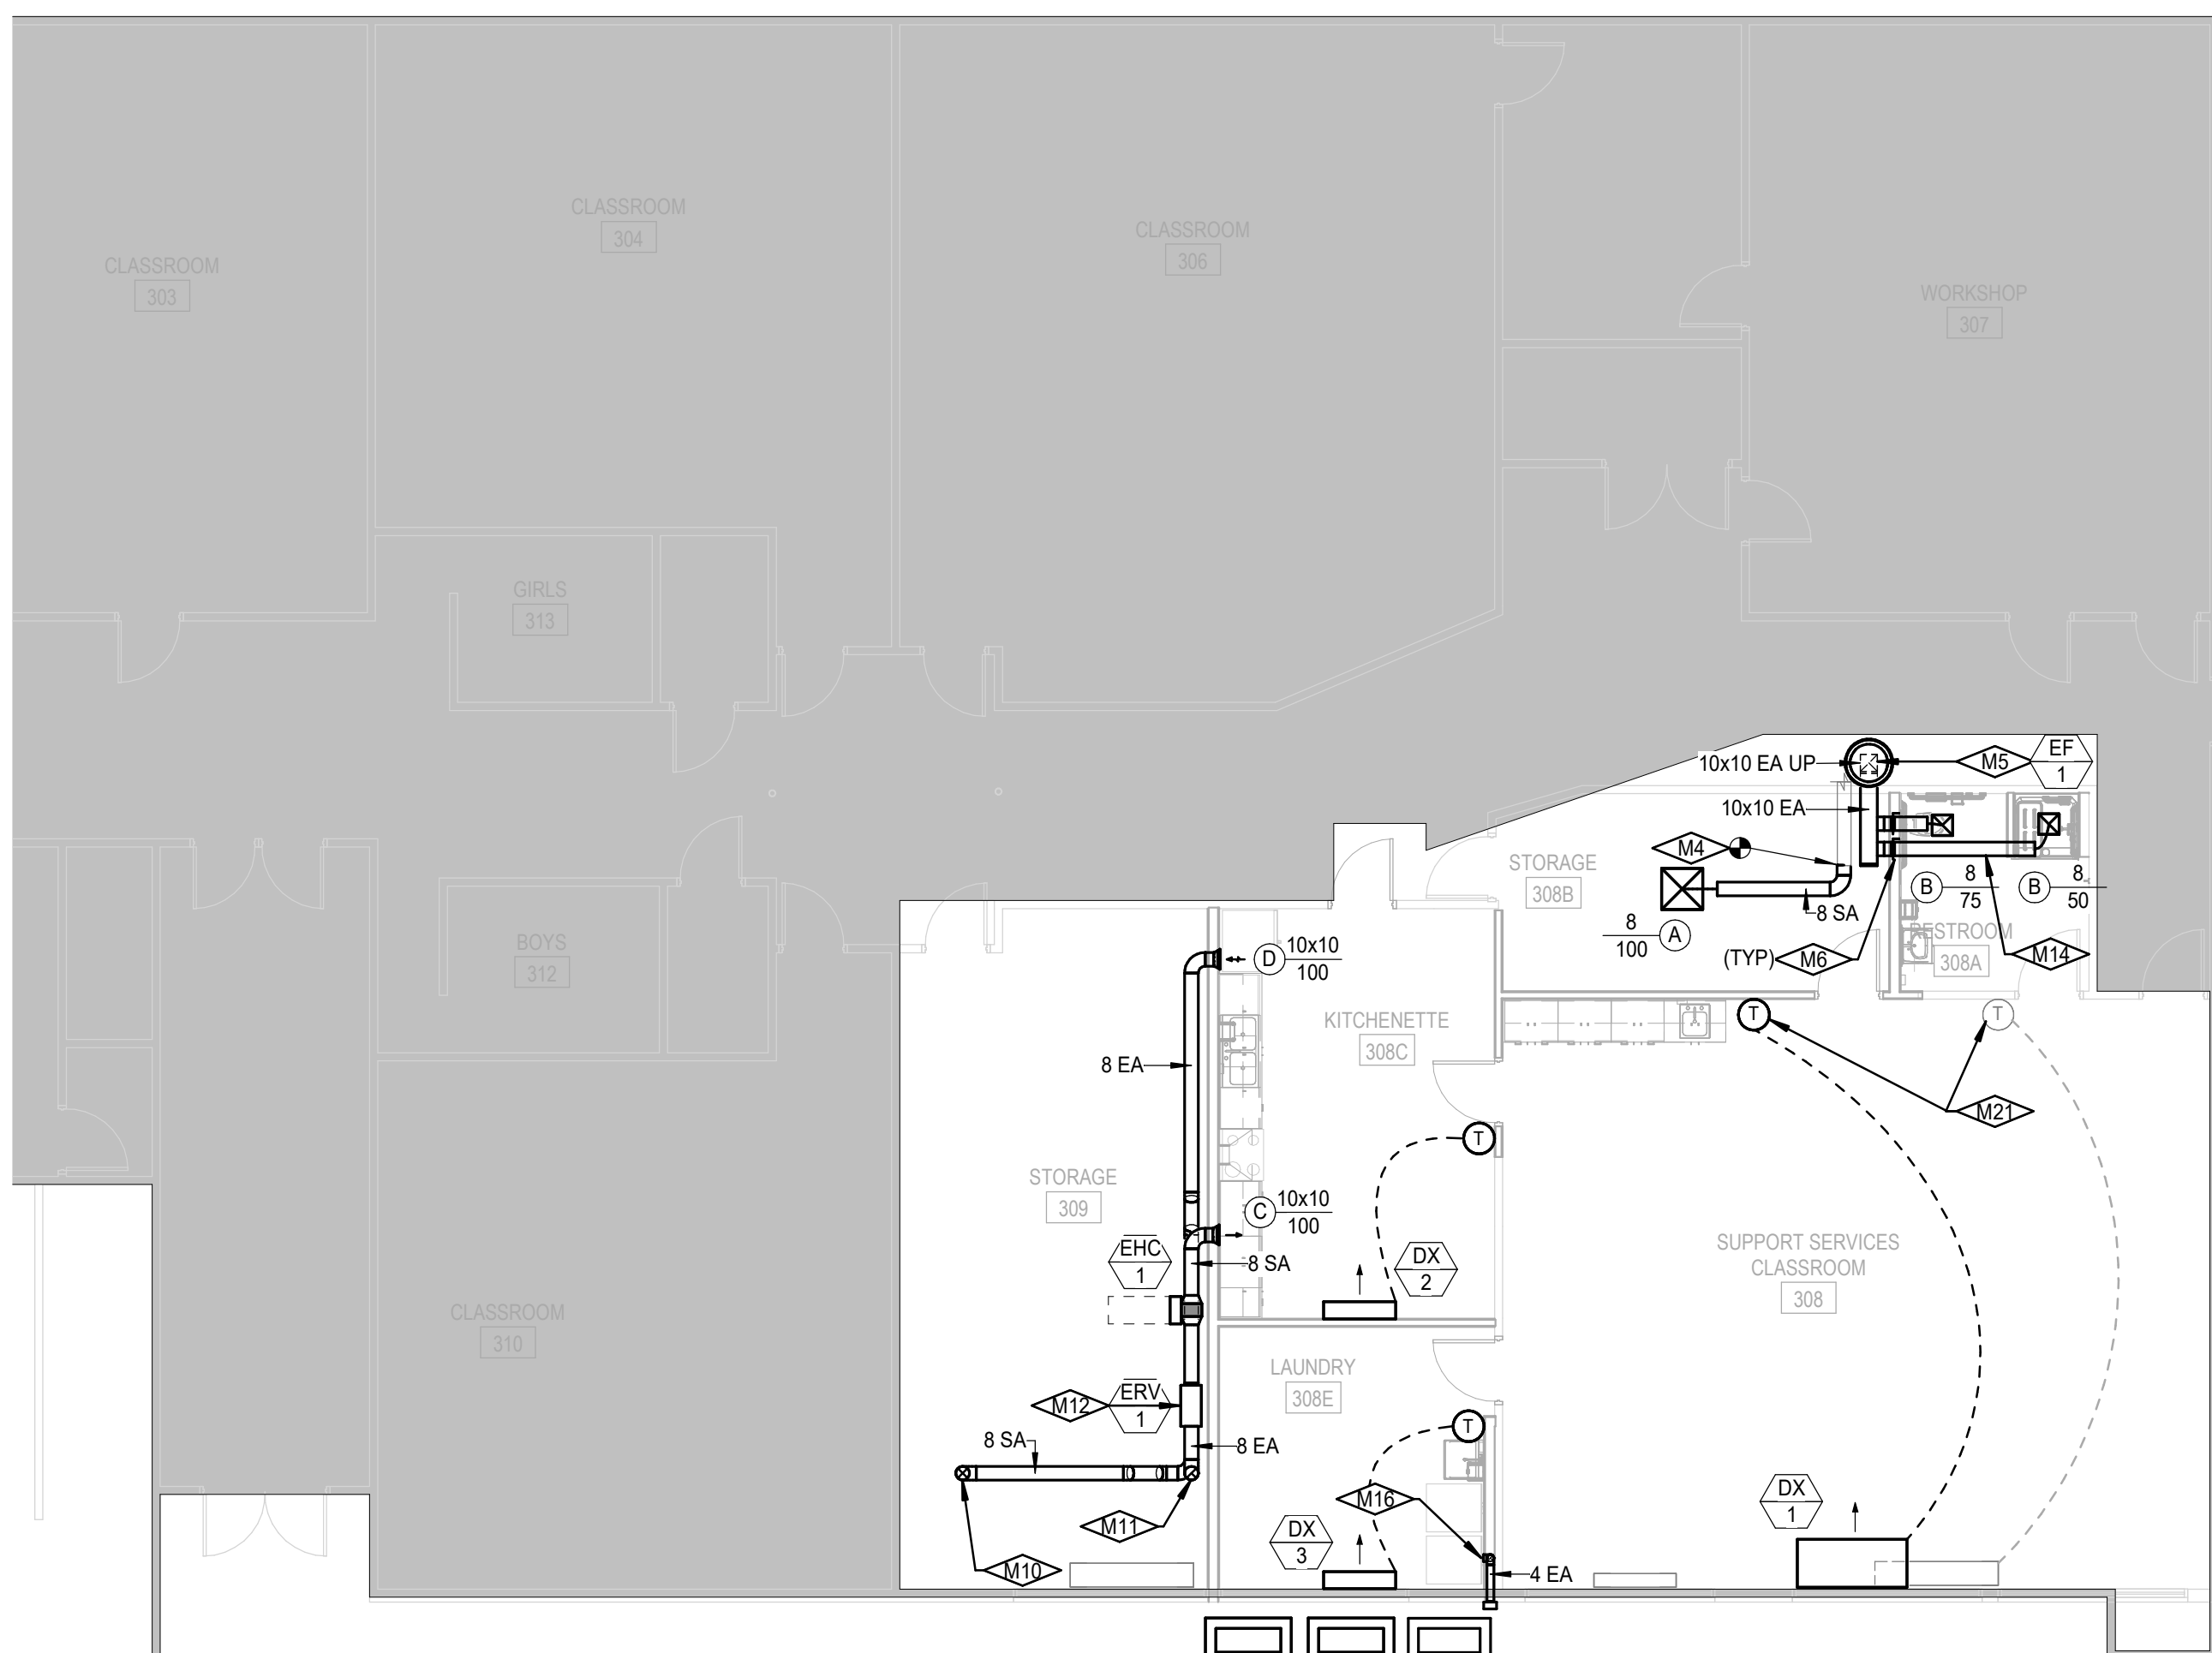 CLASSROOM
304
CLASSROOM
306
CLASSROOM
303
WORKSHOP
307
GIRLS
313
BOYS
312
CLASSROOM
310
10x10 EA UP
M5
EF
1
10x10 EA
M4
STORAGE
308B
8
100
A
8 SA
B
8
75
B
8
50
(TYP)
M6
RESTROOM
308A
M14
D
10x10
100
KITCHENETTE
308C
T
T
8 EA
M21
T
STORAGE
309
C
10x10
100
EHC
1
8 SA
DX
2
SUPPORT SERVICES
CLASSROOM
308
LAUNDRY
308E
M12
ERV
1
T
8 SA
8 EA
M16
M11
DX
3
DX
1
M10
4 EA